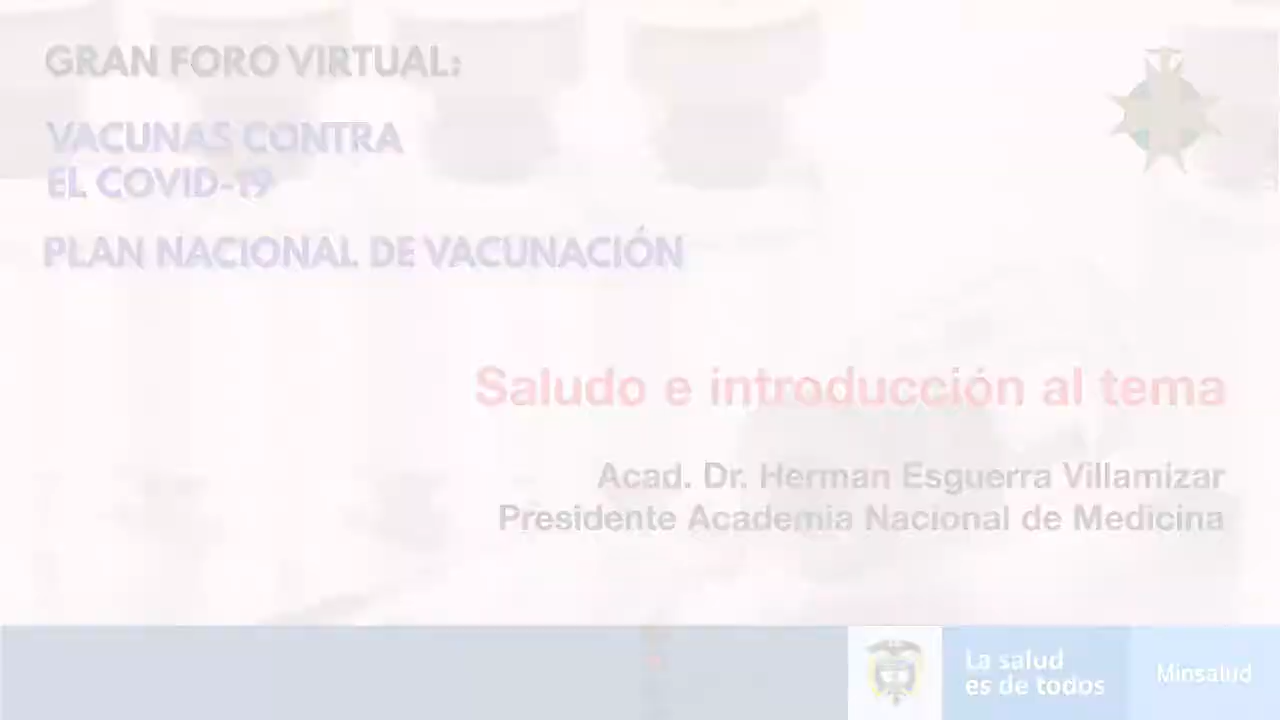 GRAN FORO VIRTUAL:
VACUNAS CONTRA
EL COVID-19
PLAN NACIONAL DE VACUNACIÓN
Saludo e introducción al tema
Acad. Dr. Herman Esguerra Villamizar
Presidente Academia Nacional de Medicina
La salud
es de todos
Minsalud